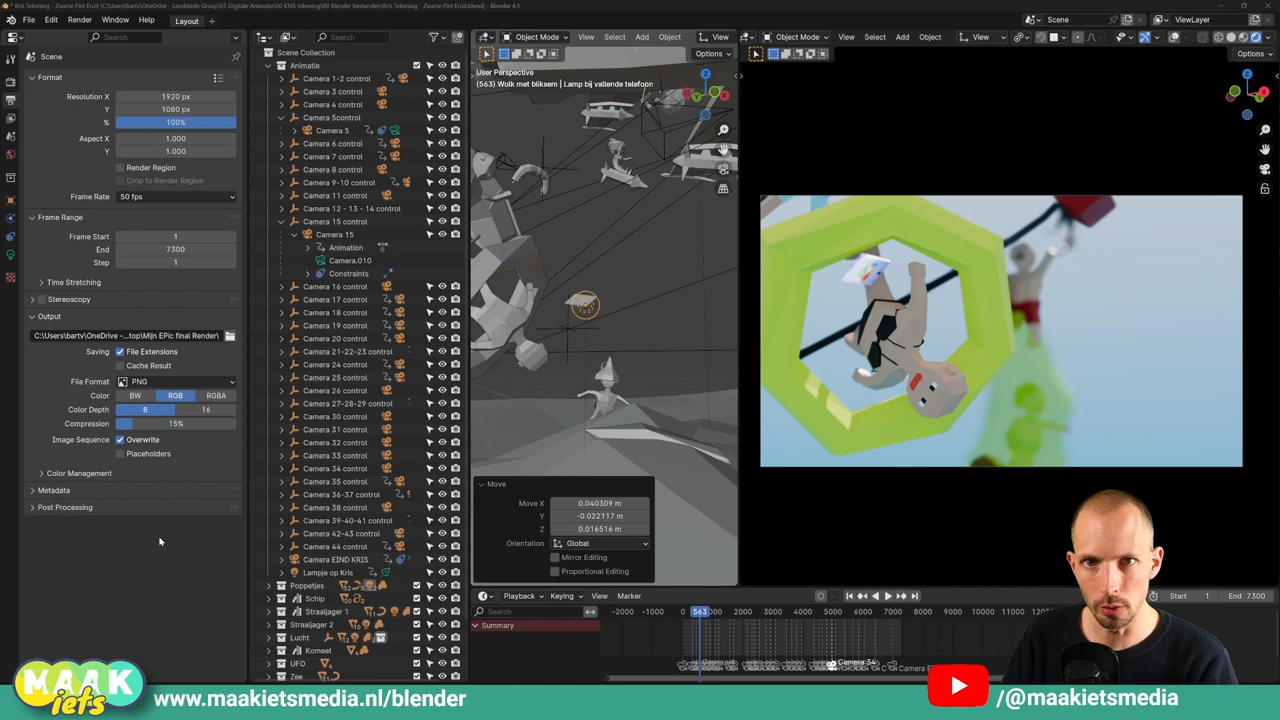 * Kris Tekening - Zwarte Piet Eruit [C:\Users\bartv\OneDrive - Landstede Groep\01 Digitale Animatie\00 KRIS tekening\00 Blender bestanden\Kris Tekening - Zwarte Piet Eruit.blend] - Blender 4.1
File Edit Render Window Help Layout
Scene ViewLayer
Search
Search
Object Mode View Select Add Object View
Object Mode View Select Add Object View
Scene
Options
Options
Format
Resolution X 1920 px
Y 1080 px
% 100%
Aspect X 1.000
Y 1.000
Render Region
Crop to Render Region
Frame Rate 50 fps
Frame Range
Frame Start 1
End 7300
Step 1
Time Stretching
Stereoscopy
Output
C:\Users\bartv\OneDrive -...top\Mijn EPIc final Render\
Saving File Extensions
Cache Result
File Format PNG
Color BW RGB RGBA
Color Depth 8 16
Compression 15%
Image Sequence Overwrite
Placeholders
Color Management
Metadata
Post Processing
Scene Collection
Animatie
Camera 1-2 control
Camera 3 control
Camera 4 control
Camera 5control
Camera 5
Camera 6 control
Camera 7 control
Camera 8 control
Camera 9-10 control
Camera 11 control
Camera 12 - 13 - 14 control
Camera 15 control
Camera 15
Animation
Camera.010
Constraints
Camera 16 control
Camera 17 control
Camera 18 control
Camera 19 control
Camera 20 control
Camera 21-22-23 control
Camera 24 control
Camera 25 control
Camera 26 control
Camera 27-28-29 control
Camera 30 control
Camera 31 control
Camera 32 control
Camera 33 control
Camera 34 control
Camera 35 control
Camera 36-37 control
Camera 38 control
Camera 39-40-41 control
Camera 42-43 control
Camera 44 control
Camera EIND KRIS
Lampje op Kris
Poppetjes
Schip
Straaljager 1
Straaljager 2
Lucht
Komeet
UFO
Zee
User Perspective
(563) Wolk met bliksem | Lamp bij vallende telefoon
Move
Move X 0.040309 m
Y -0.022117 m
Z 0.016516 m
Orientation Global
Mirror Editing
Proportional Editing
Playback Keying View Marker
Start 1 End 7300
Search
-2000 -1000 0 563 2000 3000 4000 5000 6000 7000
Summary
Camera 34
MAAK
iets
www.maakietsmedia.nl/blender
/@maakietsmedia